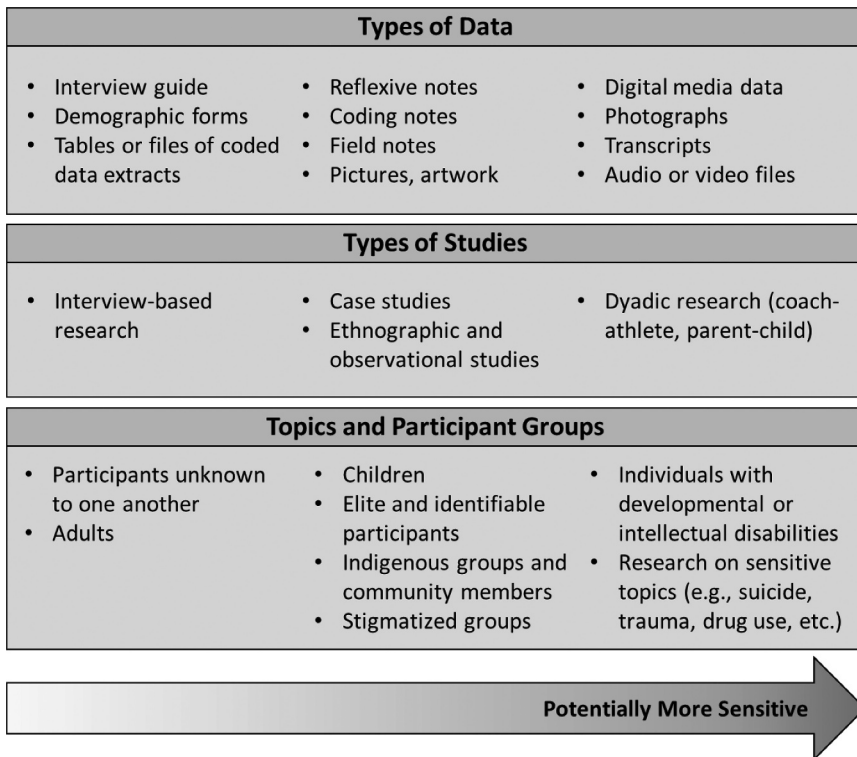 Types of Data
• Interview guide
• Demographic forms
• Tables or files of coded
data extracts
• Reflexive notes
• Coding notes
• Field notes
• Pictures, artwork
• Digital media data
• Photographs
• Transcripts
• Audio or video files
Types of Studies
• Interview-based
research
• Case studies
• Ethnographic and
observational studies
• Dyadic research (coach-
athlete, parent-child)
Topics and Participant Groups
• Participants unknown
to one another
• Adults
• Children
• Elite and identifiable
participants
• Indigenous groups and
community members
• Stigmatized groups
• Individuals with
developmental or
intellectual disabilities
• Research on sensitive
topics (e.g., suicide,
trauma, drug use, etc.)
Potentially More Sensitive